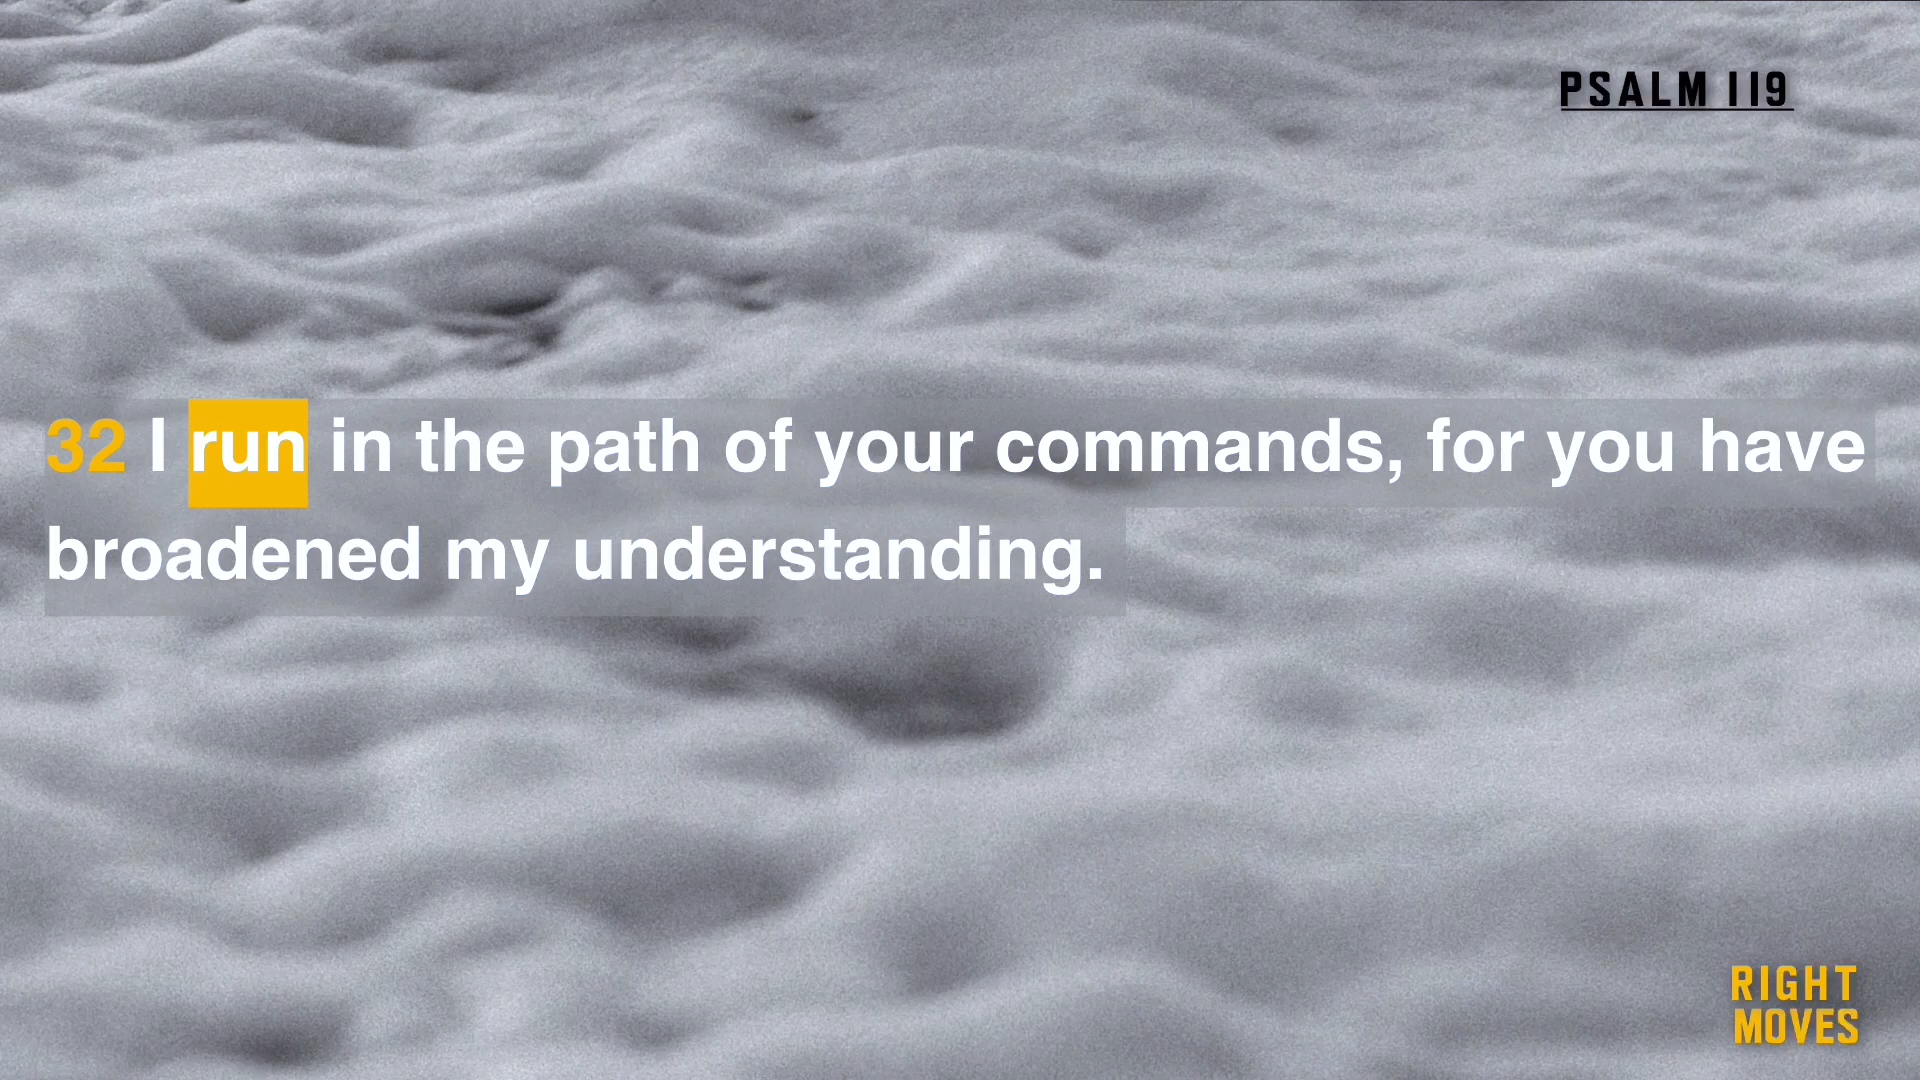 PSALM 119
32 I run in the path of your commands, for you have
broadened my understanding.
RIGHT
MOVES